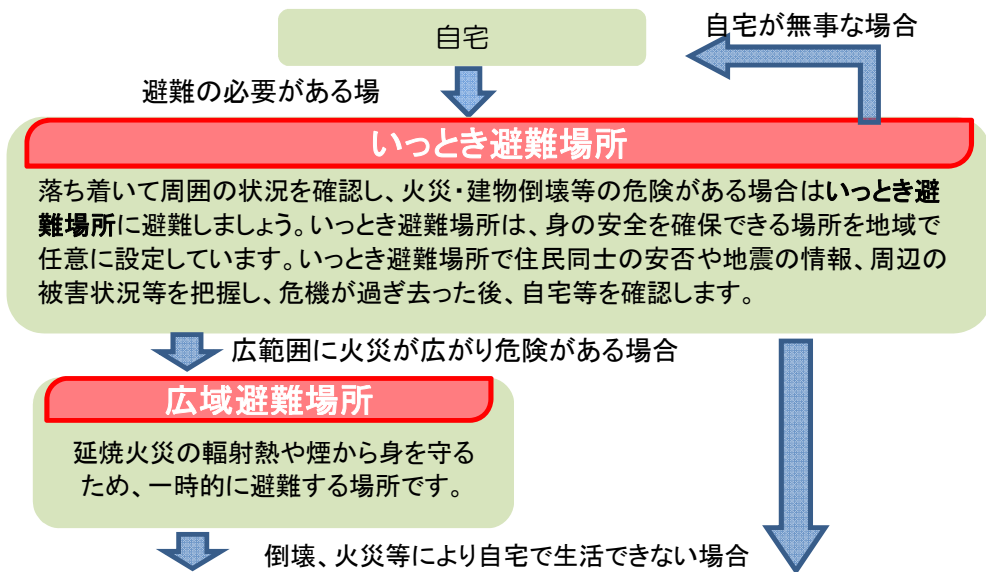 自宅
自宅が無事な場合
避難の必要がある場
いっとき避難場所
落ち着いて周囲の状況を確認し、火災・建物倒壊等の危険がある場合はいっとき避
難場所に避難しましょう。いっとき避難場所は、身の安全を確保できる場所を地域で
任意に設定しています。いっとき避難場所で住民同士の安否や地震の情報、周辺の
被害状況等を把握し、危機が過ぎ去った後、自宅等を確認します。
広範囲に火災が広がり危険がある場合
広域避難場所
延焼火災の輻射熱や煙から身を守る
ため、一時的に避難する場所です。
倒壊、火災等により自宅で生活できない場合